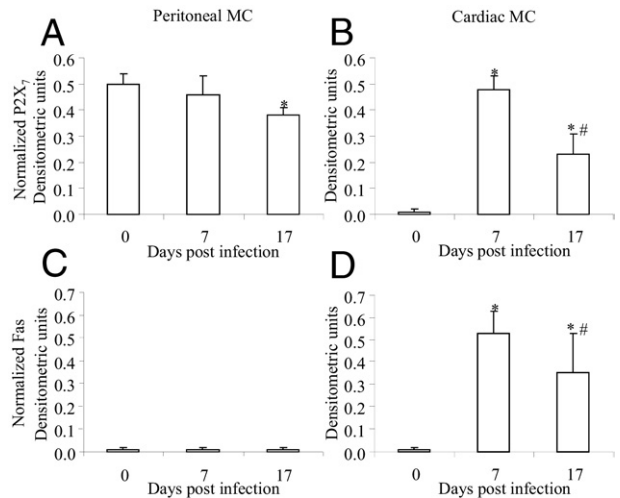 Peritoneal MC
Cardiac MC
A
B
Normalized P2X7
Densitometric units
0.6
0.5
0.4
0.3
0.2
0.1
0.0
*
0 7 17
Days post infection
Densitometric units
0.6
0.5
0.4
0.3
0.2
0.1
0.0
*
* #
0 7 17
Days post infection
C
D
Normalized Fas
Densitometric units
0.7
0.6
0.5
0.4
0.3
0.2
0.1
0.0
0 7 17
Days post infection
Densitometric units
0.7
0.6
0.5
0.4
0.3
0.2
0.1
0.0
*
* #
0 7 17
Days post infection